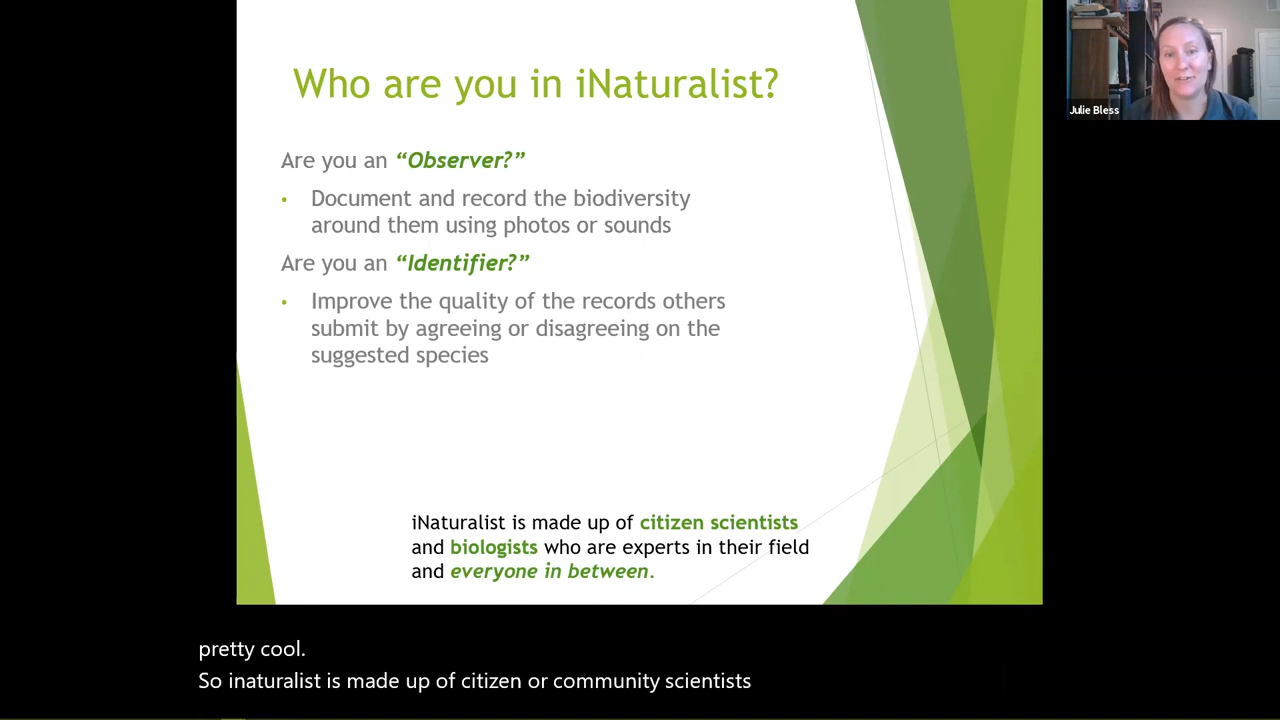 Who are you in iNaturalist?
Are you an “Observer?”
• Document and record the biodiversity
around them using photos or sounds
Are you an “Identifier?”
• Improve the quality of the records others
submit by agreeing or disagreeing on the
suggested species
iNaturalist is made up of citizen scientists
and biologists who are experts in their field
and everyone in between.
Julie Bless
pretty cool.
So inaturalist is made up of citizen or community scientists